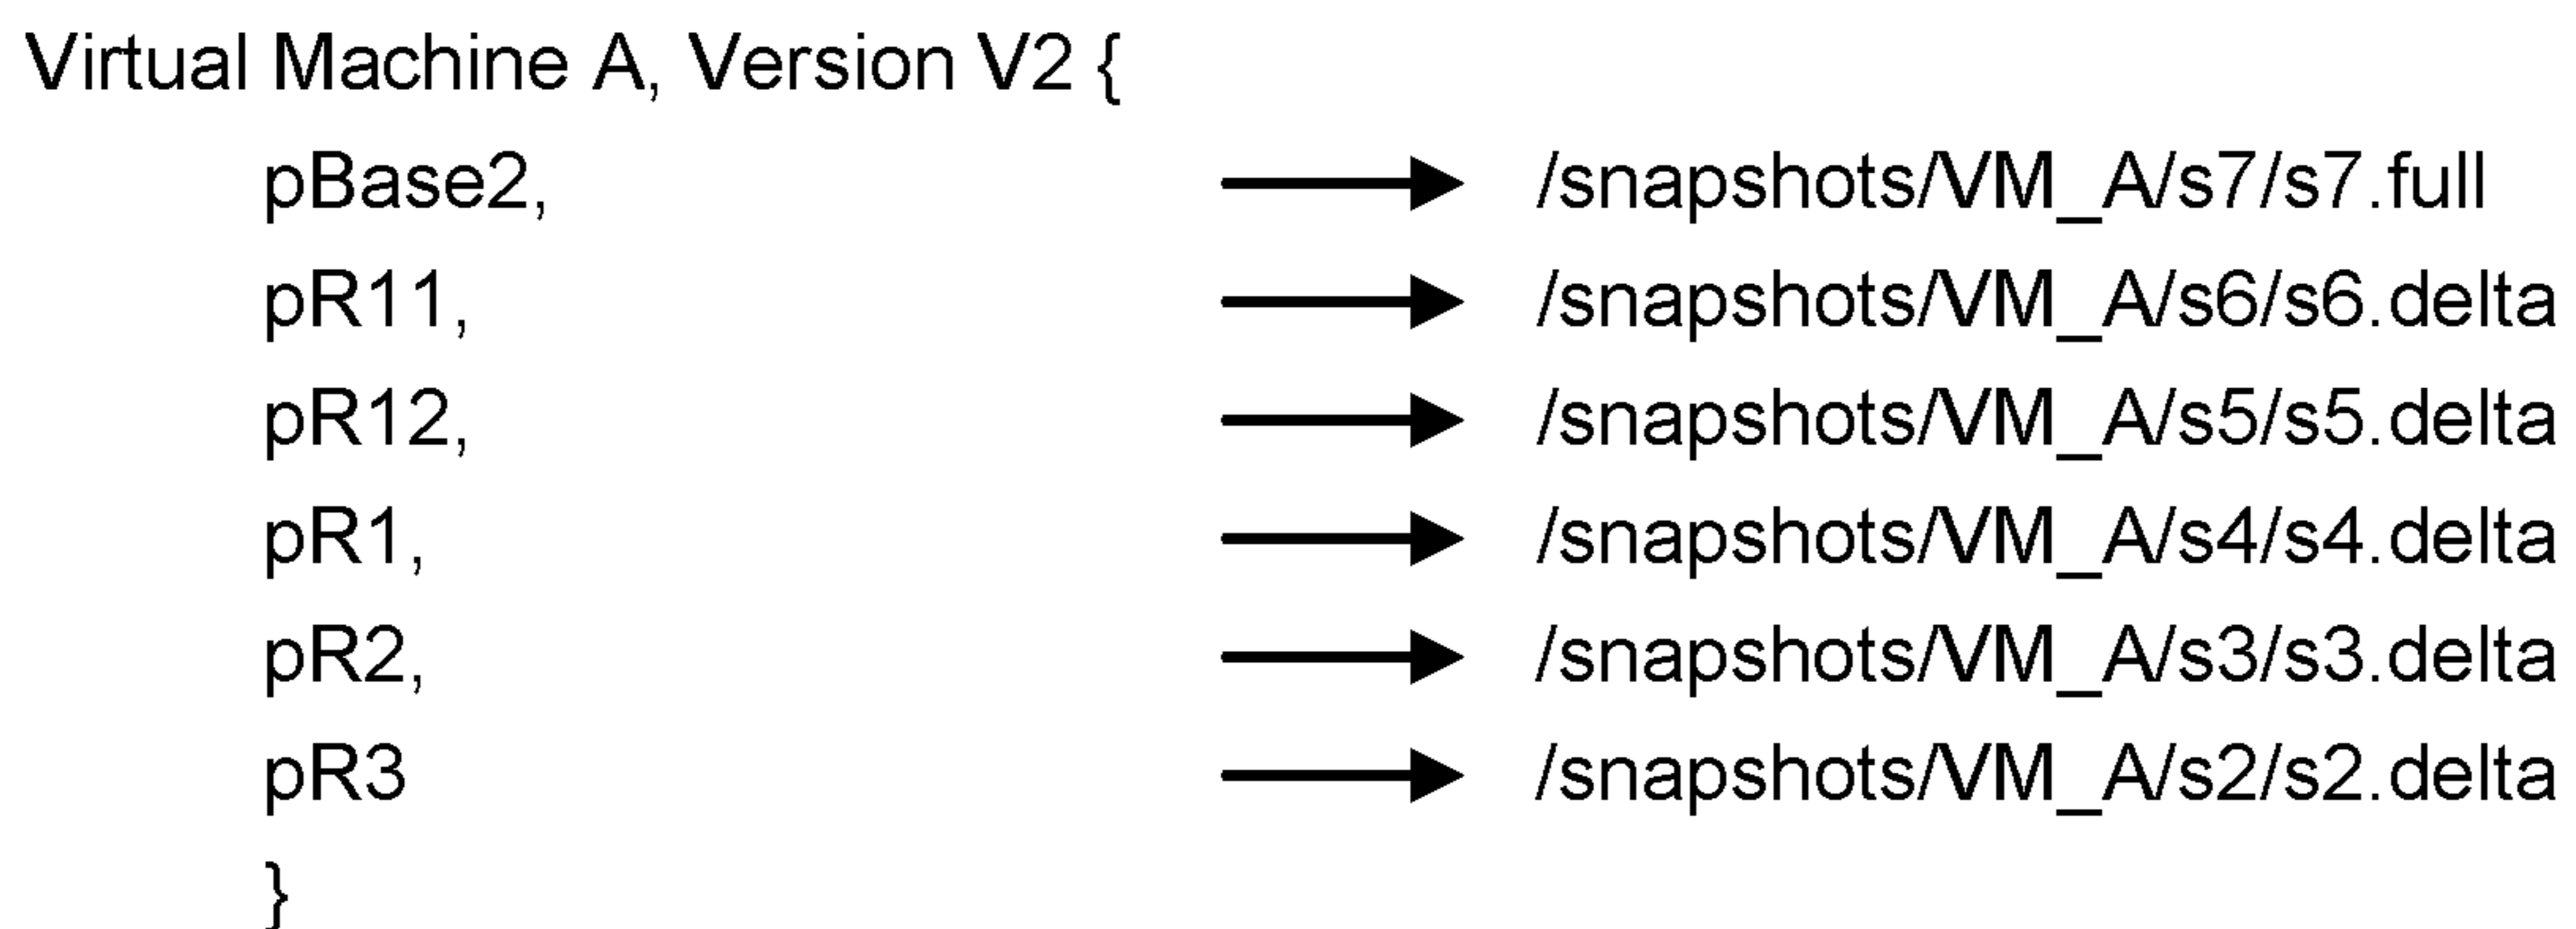 Virtual Machine A, Version V2 {
pBase2, /snapshots/VM_A/s7/s7.full
pR11, /snapshots/VM_A/s6/s6.delta
pR12, /snapshots/VM_A/s5/s5.delta
pR1, /snapshots/VM_A/s4/s4.delta
pR2, /snapshots/VM_A/s3/s3.delta
pR3 /snapshots/VM_A/s2/s2.delta
}